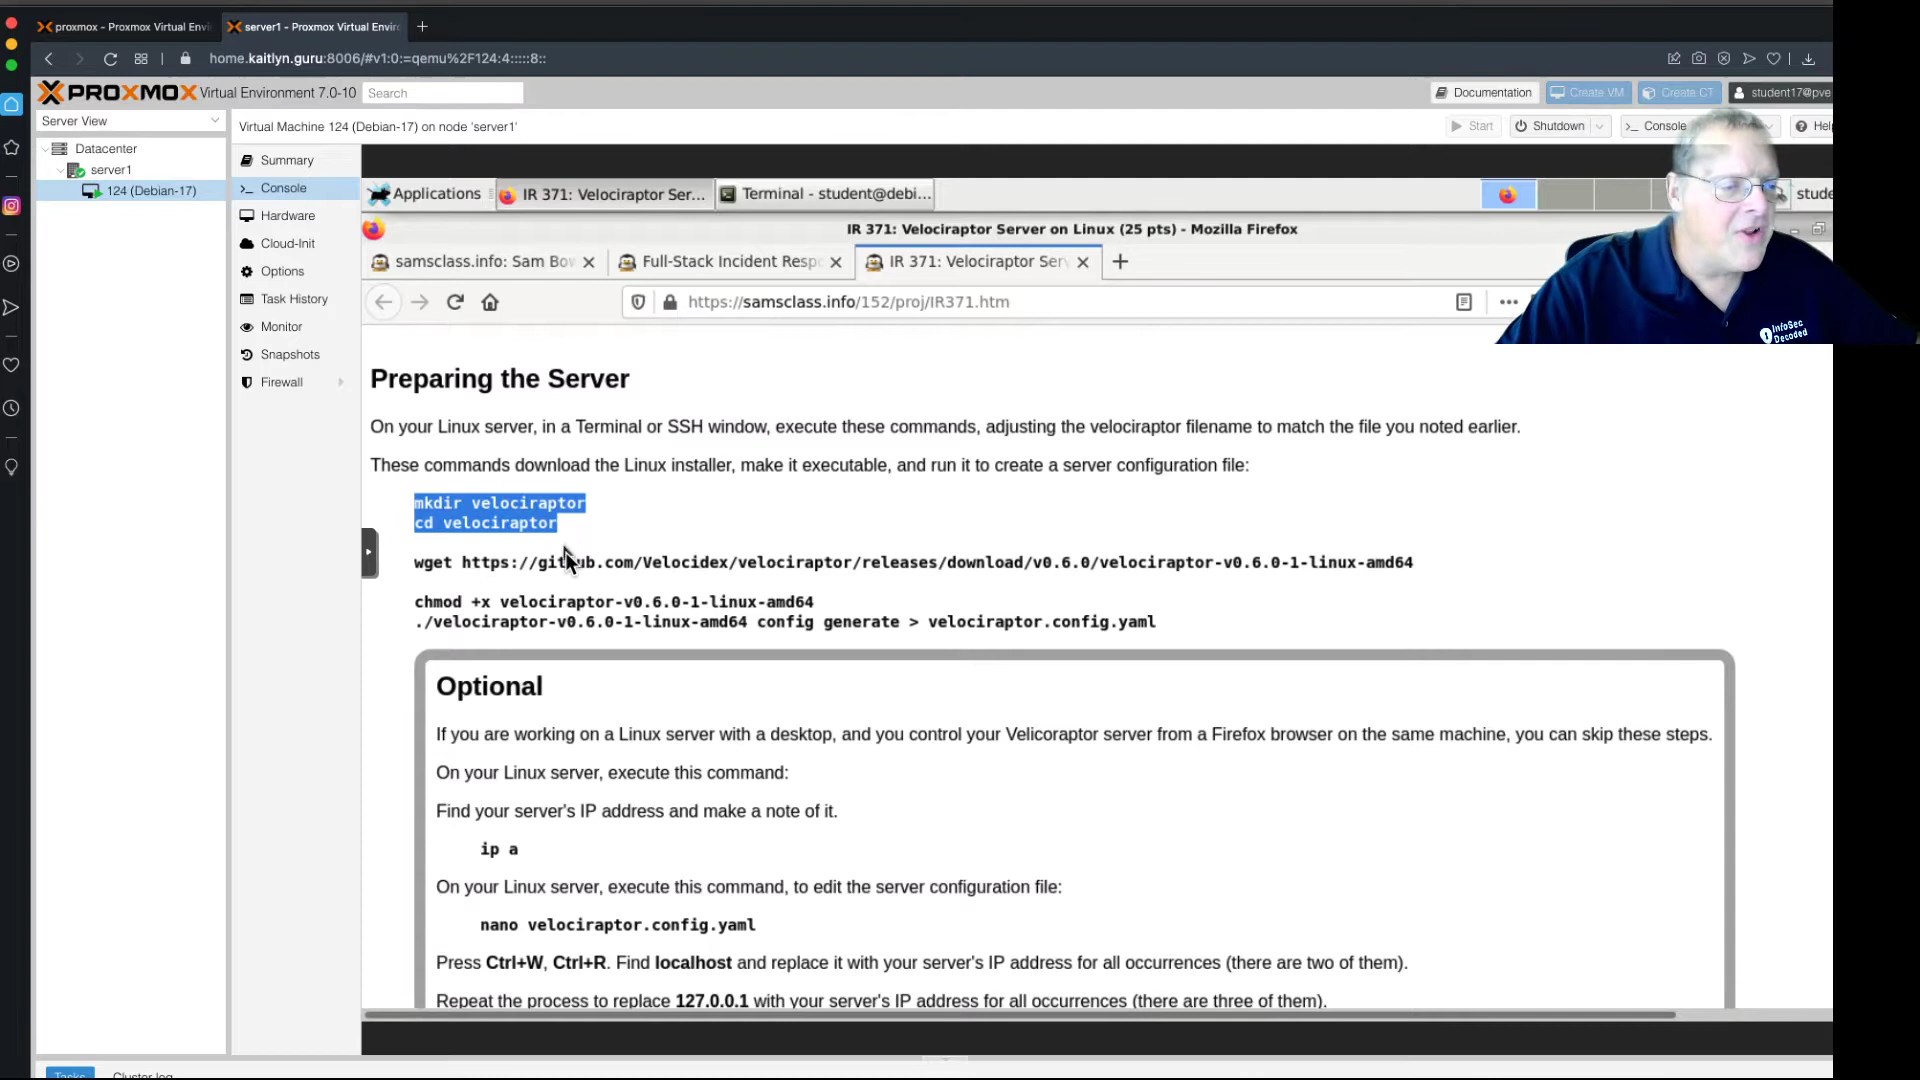 proxmox - Proxmox Virtual Envi
server1 - Proxmox Virtual Envir
home.kaitlyn.guru:8006/#v1:0:=qemu%2F124:4:::::8::
PROXMOX Virtual Environment 7.0-10
Search
Documentation
Create VM
Create CT
student17@pve
Server View
Virtual Machine 124 (Debian-17) on node 'server1'
Start
Shutdown
Console
Help
Datacenter
server1
124 (Debian-17)
Summary
Console
Hardware
Cloud-Init
Options
Task History
Monitor
Snapshots
Firewall
Applications
IR 371: Velociraptor Ser...
Terminal - student@debi...
stude
IR 371: Velociraptor Server on Linux (25 pts) - Mozilla Firefox
samsclass.info: Sam Bow
Full-Stack Incident Resp
IR 371: Velociraptor Ser
https://samsclass.info/152/proj/IR371.htm
InfoSec
Decoded
Preparing the Server
On your Linux server, in a Terminal or SSH window, execute these commands, adjusting the velociraptor filename to match the file you noted earlier.
These commands download the Linux installer, make it executable, and run it to create a server configuration file:
mkdir velociraptor
cd velociraptor
wget https://github.com/Velocidex/velociraptor/releases/download/v0.6.0/velociraptor-v0.6.0-1-linux-amd64
chmod +x velociraptor-v0.6.0-1-linux-amd64
./velociraptor-v0.6.0-1-linux-amd64 config generate > velociraptor.config.yaml
Optional
If you are working on a Linux server with a desktop, and you control your Velicoraptor server from a Firefox browser on the same machine, you can skip these steps.
On your Linux server, execute this command:
Find your server's IP address and make a note of it.
ip a
On your Linux server, execute this command, to edit the server configuration file:
nano velociraptor.config.yaml
Press Ctrl+W, Ctrl+R. Find localhost and replace it with your server's IP address for all occurrences (there are two of them).
Repeat the process to replace 127.0.0.1 with your server's IP address for all occurrences (there are three of them).
Tasks
Cluster log